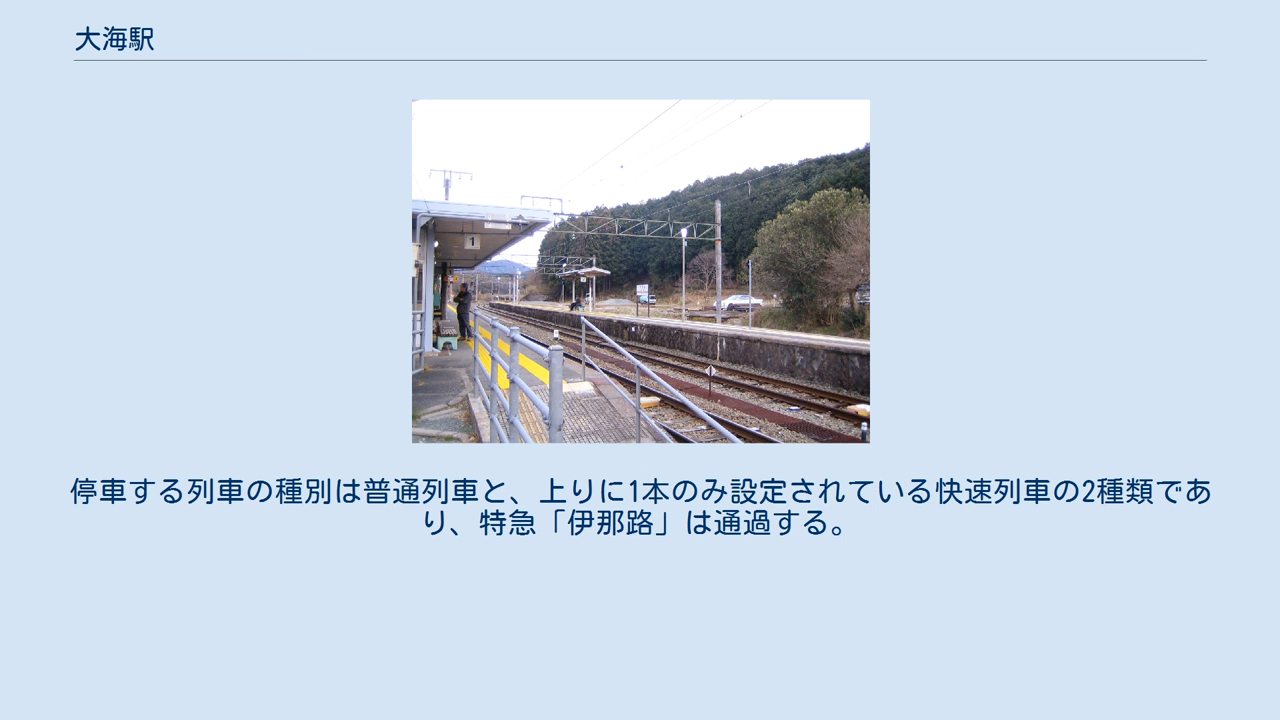 大海駅
1
停車する列車の種別は普通列車と、上りに1本のみ設定されている快速列車の2種類であ
り、特急「伊那路」は通過する。